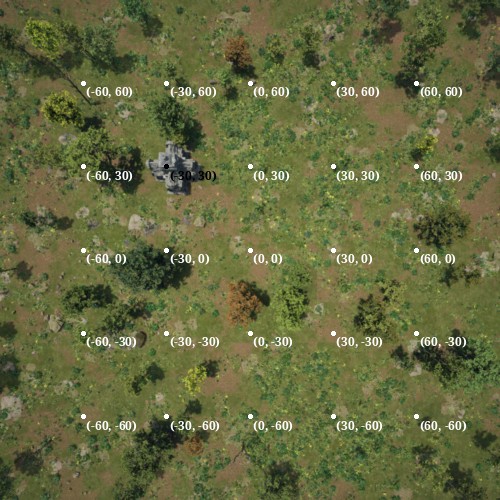 (-60, 60) (-30, 60) (0, 60) (30, 60) (60, 60)
(-60, 30) (-30, 30) (0, 30) (30, 30) (60, 30)
(-60, 0) (-30, 0) (0, 0) (30, 0) (60, 0)
(-60, -30) (-30, -30) (0, -30) (30, -30) (60, -30)
(-60, -60) (-30, -60) (0, -60) (30, -60) (60, -60)